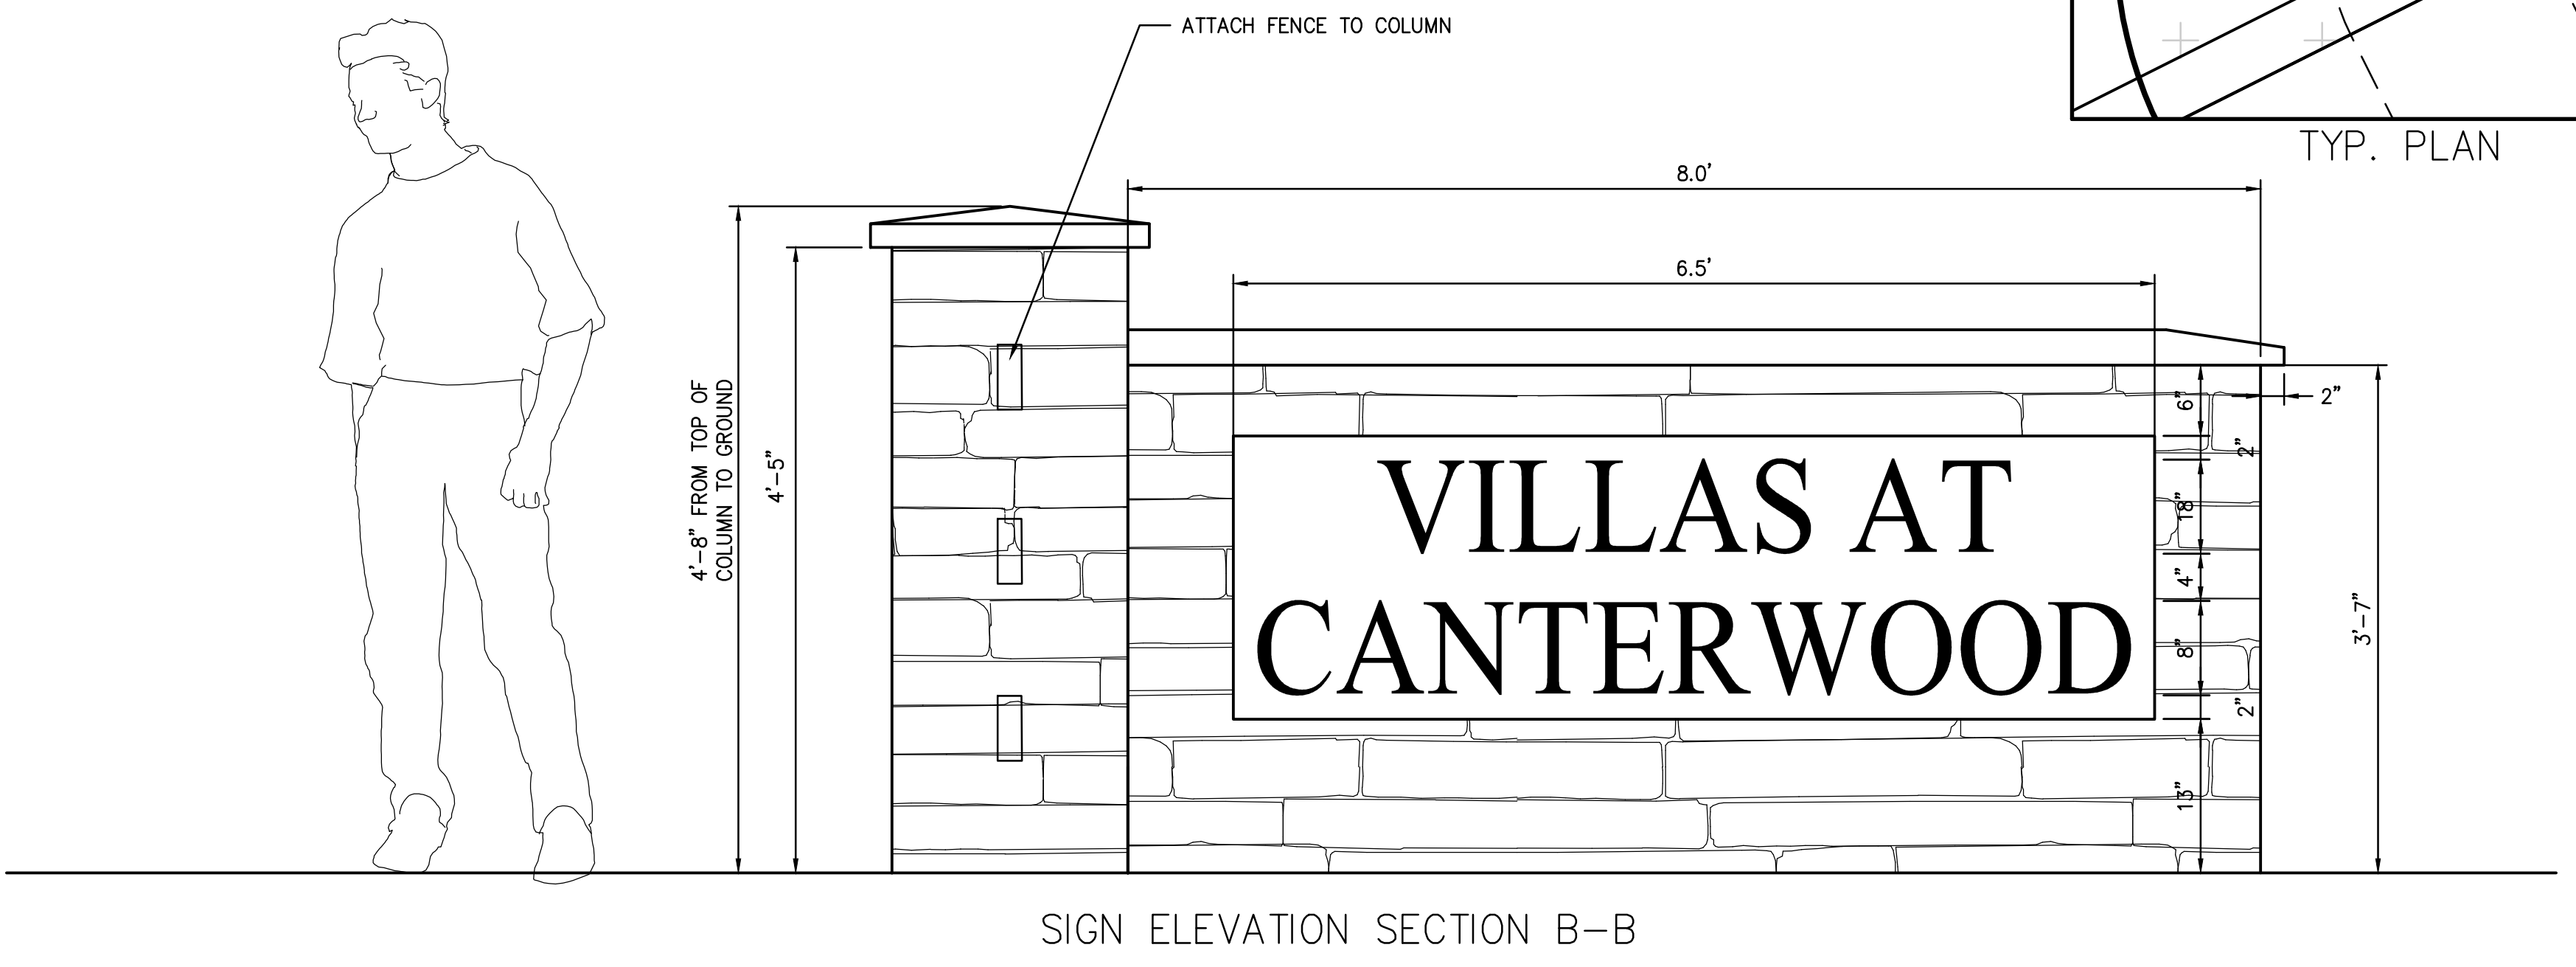 ATTACH FENCE TO COLUMN
TYP. PLAN
8.0'
6.5'
4'-8" FROM TOP OF
COLUMN TO GROUND
4'-5"
VILLAS AT
CANTERWOOD
6"
2"
2"
18"
4"
8"
2"
13"
3'-7"
SIGN ELEVATION SECTION B-B